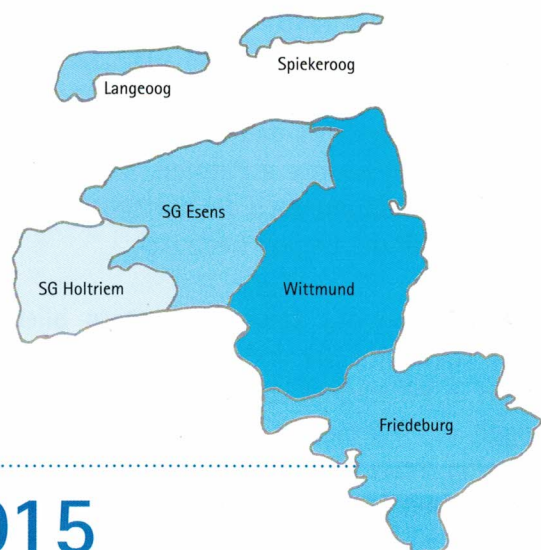 Spiekeroog
Langeoog
SG Esens
SG Holtriem
Wittmund
Friedeburg
015